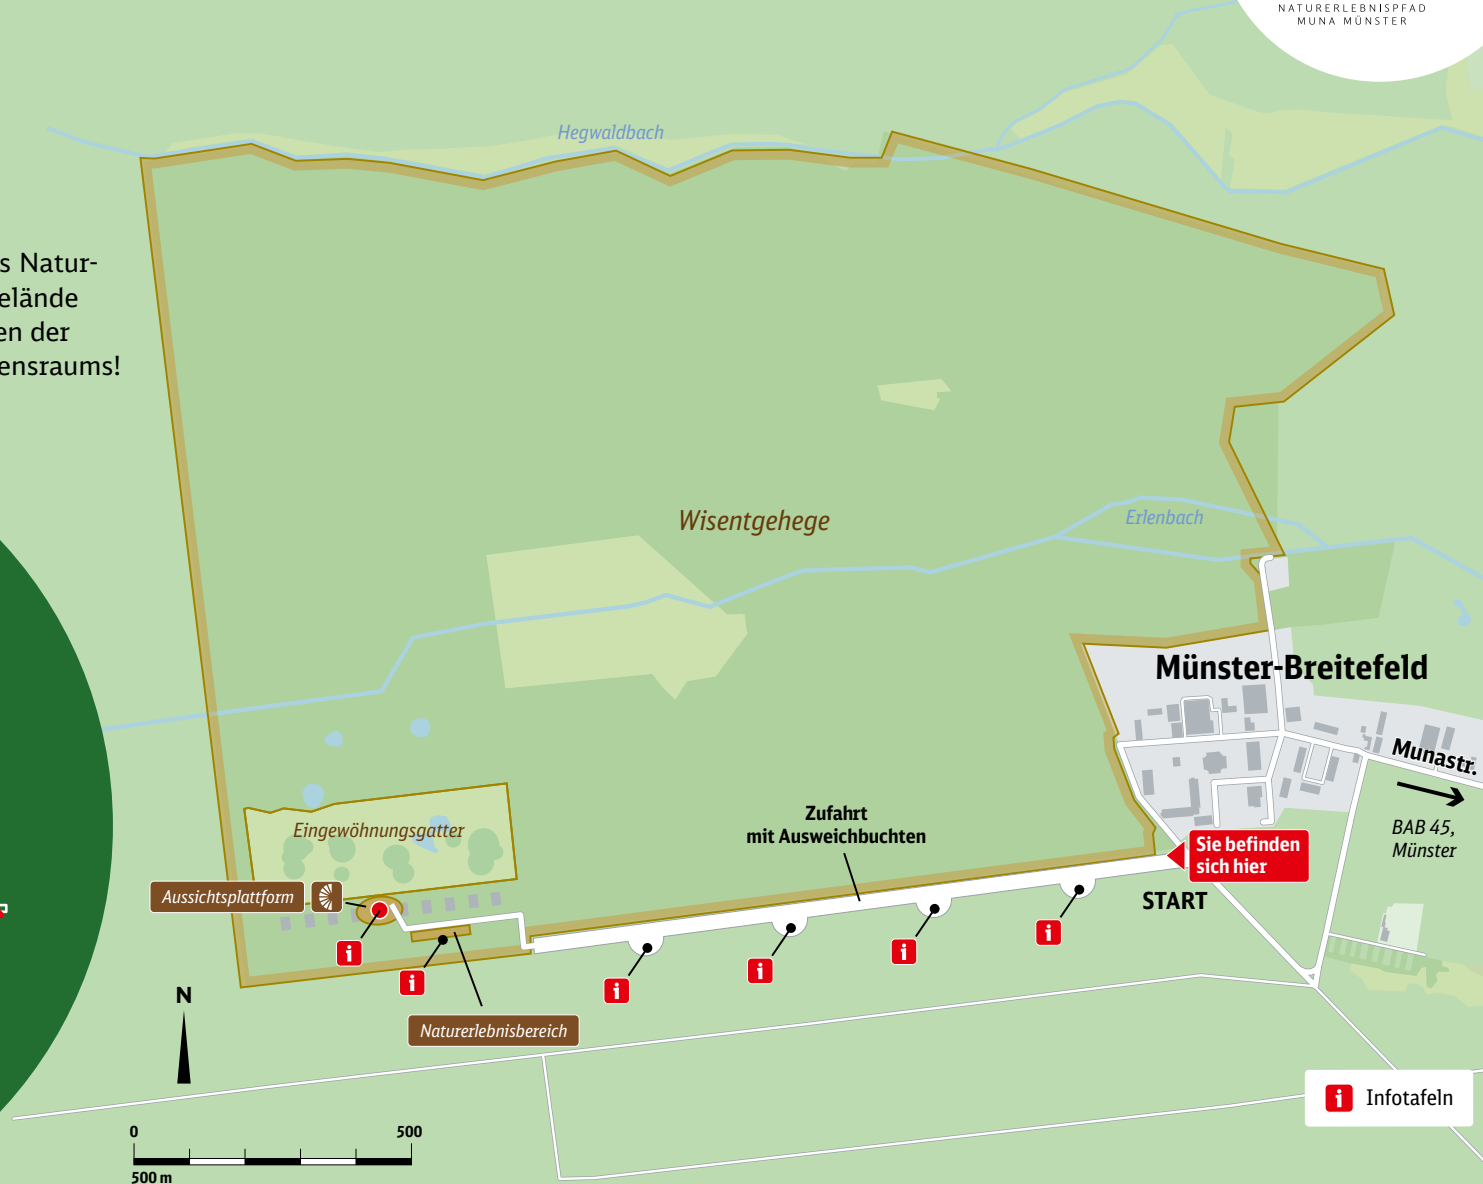 NATURERLEBNISPFAD
MUNA MÜNSTER
Hegwaldbach
s Natur-
elände
en der
ensraums!
Wisentgehege
Erlenbach
Münster-Breitefeld
Munastr.
BAB 45,
Münster
Zufahrt
mit Ausweichbuchten
Eingewöhnungsgatter
Sie befinden
sich hier
START
Aussichtsplattform
i
i
i
i
i
i
Naturerlebnisbereich
N
i Infotafeln
0 500
500 m